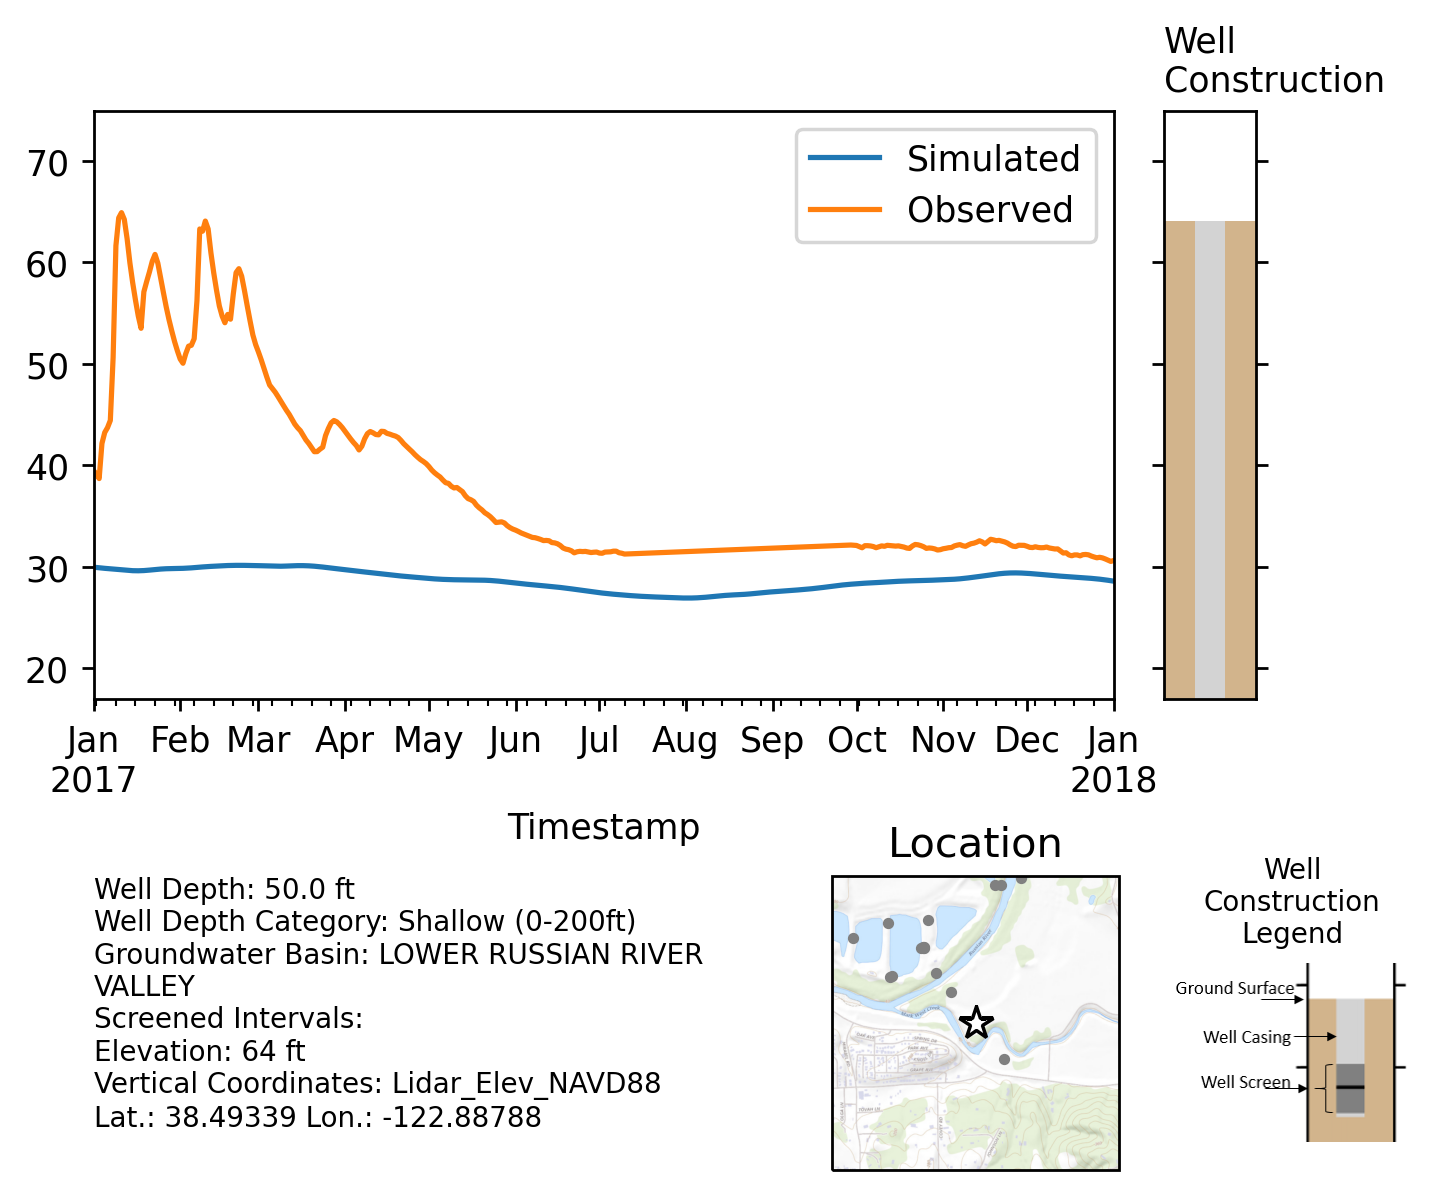 Well
Construction
70
60
50
40
30
20
Simulated
Observed
Jan
2017
Feb
Mar
Apr
May
Jun
Jul
Aug
Sep
Oct
Nov
Dec
Jan
2018
Timestamp
Well Depth: 50.0 ft
Well Depth Category: Shallow (0-200ft)
Groundwater Basin: LOWER RUSSIAN RIVER
VALLEY
Screened Intervals:
Elevation: 64 ft
Vertical Coordinates: Lidar_Elev_NAVD88
Lat.: 38.49339 Lon.: -122.88788
Location
Well
Construction
Legend
Ground Surface
Well Casing
Well Screen